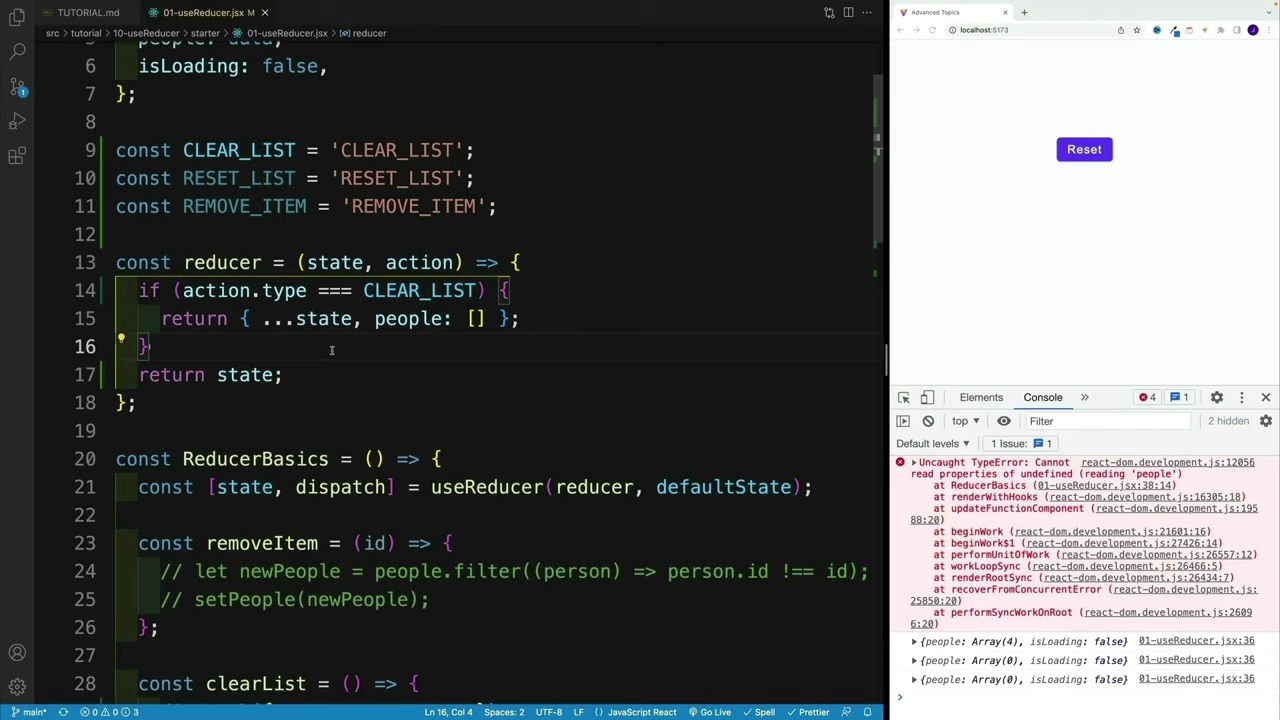 TUTORIAL.md
01-useReducer.jsx M
src > tutorial > 10-useReducer > starter > 01-useReducer.jsx > reducer
5 people: data,
6 isLoading: false,
7 };
8
9 const CLEAR_LIST = 'CLEAR_LIST';
10 const RESET_LIST = 'RESET_LIST';
11 const REMOVE_ITEM = 'REMOVE_ITEM';
12
13 const reducer = (state, action) => {
14 if (action.type === CLEAR_LIST) {
15 return { ...state, people: [] };
16 }
17 return state;
18 };
19
20 const ReducerBasics = () => {
21 const [state, dispatch] = useReducer(reducer, defaultState);
22
23 const removeItem = (id) => {
24 // let newPeople = people.filter((person) => person.id !== id);
25 // setPeople(newPeople);
26 };
27
28 const clearList = () => {
1
main* 0 0 3
Ln 16, Col 4 Spaces: 2 UTF-8 LF { } JavaScript React Go Live Spell Prettier
Advanced Topics
localhost:5173
J
Reset
Elements Console » 4 1
top Filter 2 hidden
Default levels 1 Issue: 1
Uncaught TypeError: Cannot react-dom.development.js:12056
read properties of undefined (reading 'people')
at ReducerBasics (01-useReducer.jsx:38:14)
at renderWithHooks (react-dom.development.js:16305:18)
at updateFunctionComponent (react-dom.development.js:195
88:20)
at beginWork (react-dom.development.js:21601:16)
at beginWork$1 (react-dom.development.js:27426:14)
at performUnitOfWork (react-dom.development.js:26557:12)
at workLoopSync (react-dom.development.js:26466:5)
at renderRootSync (react-dom.development.js:26434:7)
at recoverFromConcurrentError (react-dom.development.js:
25850:20)
at performSyncWorkOnRoot (react-dom.development.js:2609
6:20)
{people: Array(4), isLoading: false} 01-useReducer.jsx:36
{people: Array(0), isLoading: false} 01-useReducer.jsx:36
{people: Array(0), isLoading: false} 01-useReducer.jsx:36
>